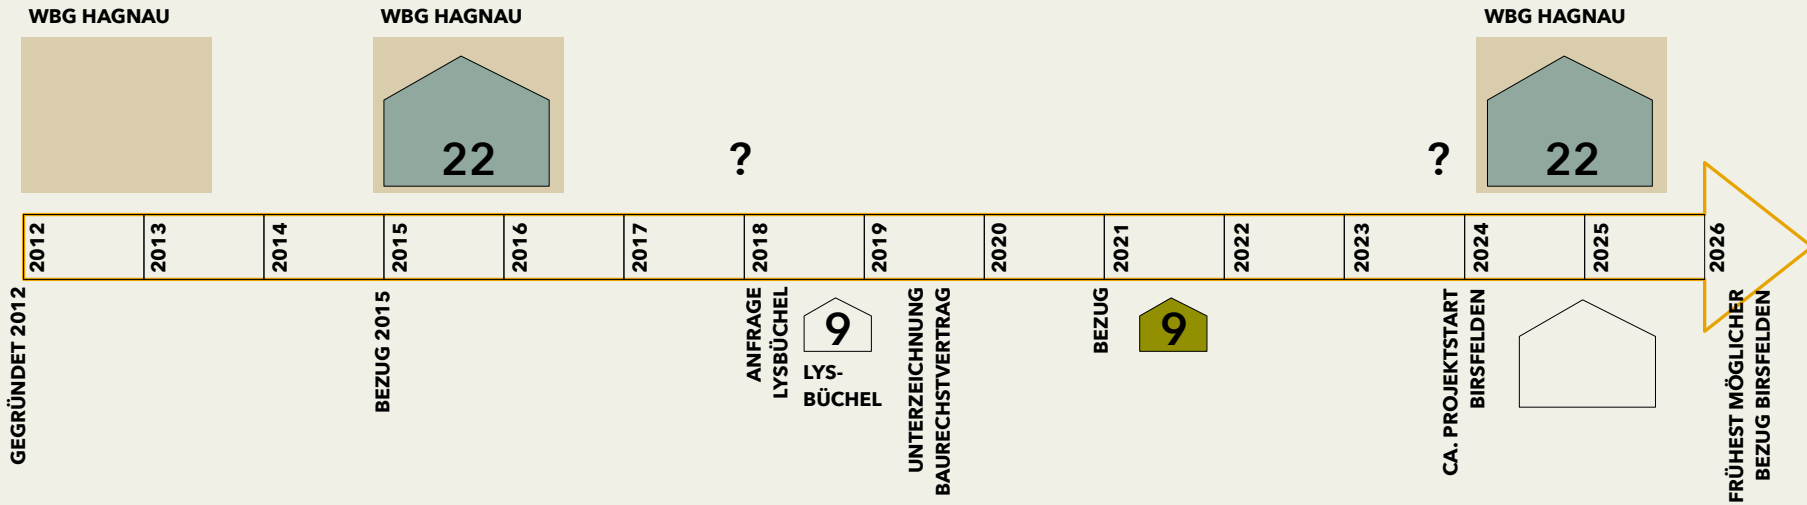 WBG HAGNAU
WBG HAGNAU
WBG HAGNAU
22
?
?
22
2012
2013
2014
2015
2016
2017
2018
2019
2020
2021
2022
2023
2024
2025
2026
GEGRÜNDET 2012
BEZUG 2015
ANFRAGE
LYSBÜCHEL
9
LYS-
BÜCHEL
UNTERZEICHNUNG
BAURECHSTVERTRAG
BEZUG
9
CA. PROJEKTSTART
BIRSFELDEN
FRÜHEST MÖGLICHER
BEZUG BIRSFELDEN